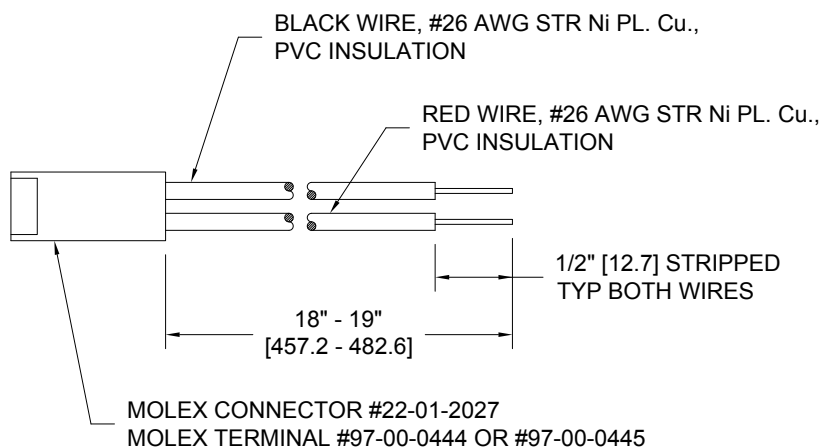 BLACK WIRE, #26 AWG STR Ni PL. Cu.,
PVC INSULATION
RED WIRE, #26 AWG STR Ni PL. Cu.,
PVC INSULATION
1/2" [12.7] STRIPPED
TYP BOTH WIRES
18" - 19"
[457.2 - 482.6]
MOLEX CONNECTOR #22-01-2027
MOLEX TERMINAL #97-00-0444 OR #97-00-0445